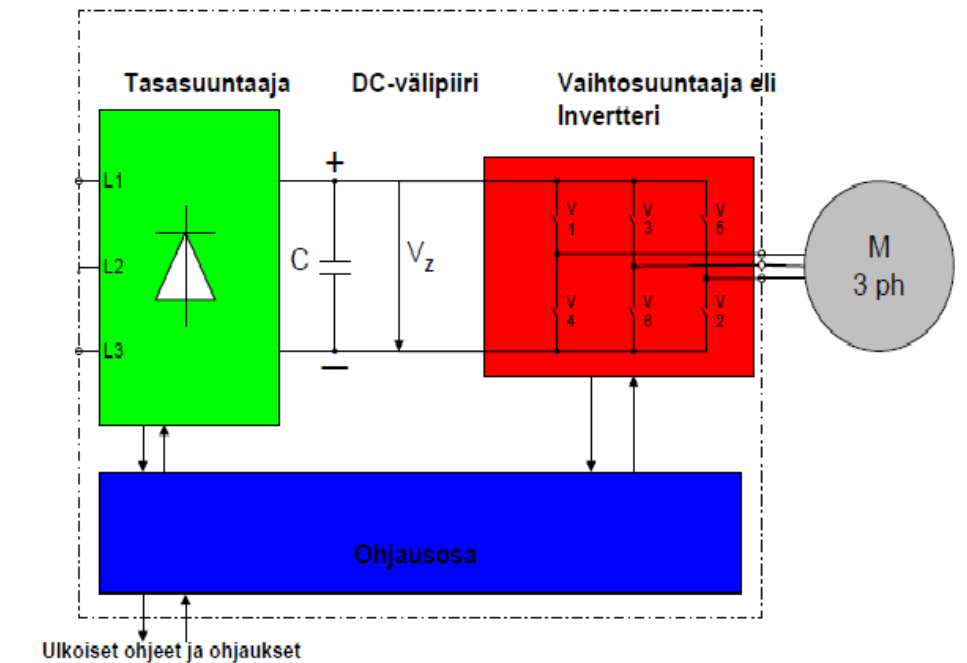 Tasasuuntaaja
DC-välipiiri
Vaihtosuuntaaja eli
Invertteri
L1
L2
L3
+
C
V z
–
V 1
V 3
V 5
V 4
V 6
V 2
M
3 ph
Ohjausosa
Ulkoiset ohjeet ja ohjaukset